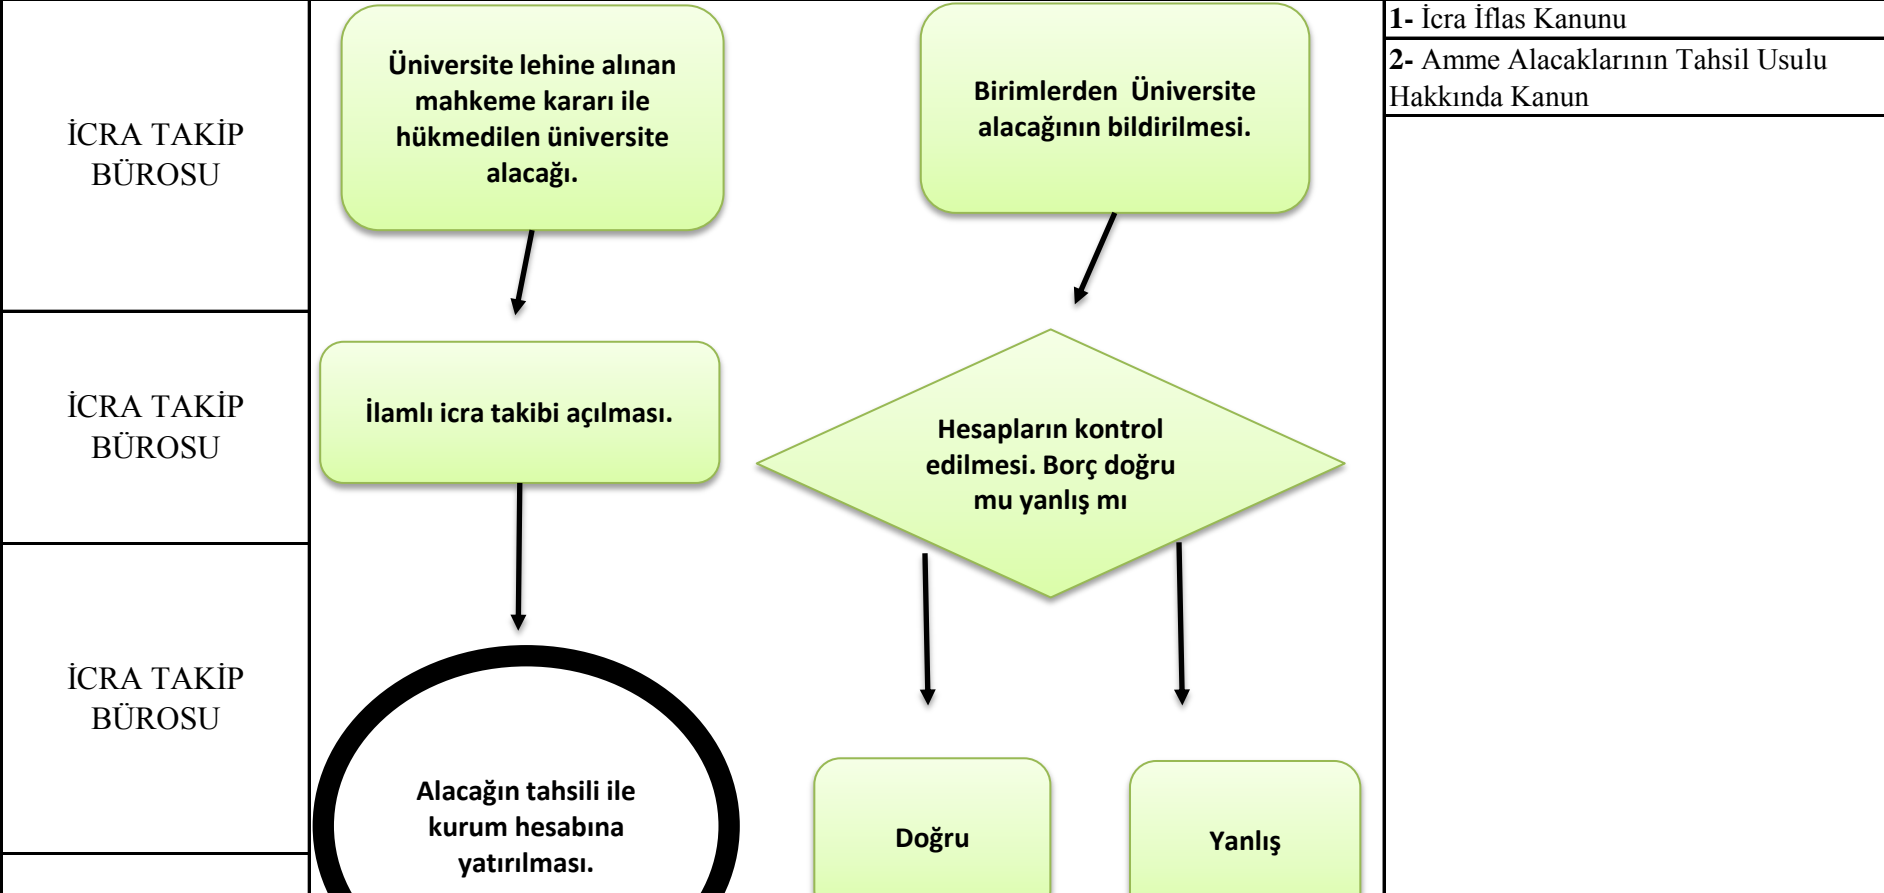 İCRA TAKİP
BÜROSU
Üniversite lehine alınan
mahkeme kararı ile
hükmedilen üniversite
alacağı.
Birimlerden Üniversite
alacağının bildirilmesi.
1- İcra İflas Kanunu
2- Amme Alacaklarının Tahsil Usulu
Hakkında Kanun
İCRA TAKİP
BÜROSU
İlamlı icra takibi açılması.
Hesapların kontrol
edilmesi. Borç doğru
mu yanlış mı
İCRA TAKİP
BÜROSU
Alacağın tahsili ile
kurum hesabına
yatırılması.
Doğru
Yanlış